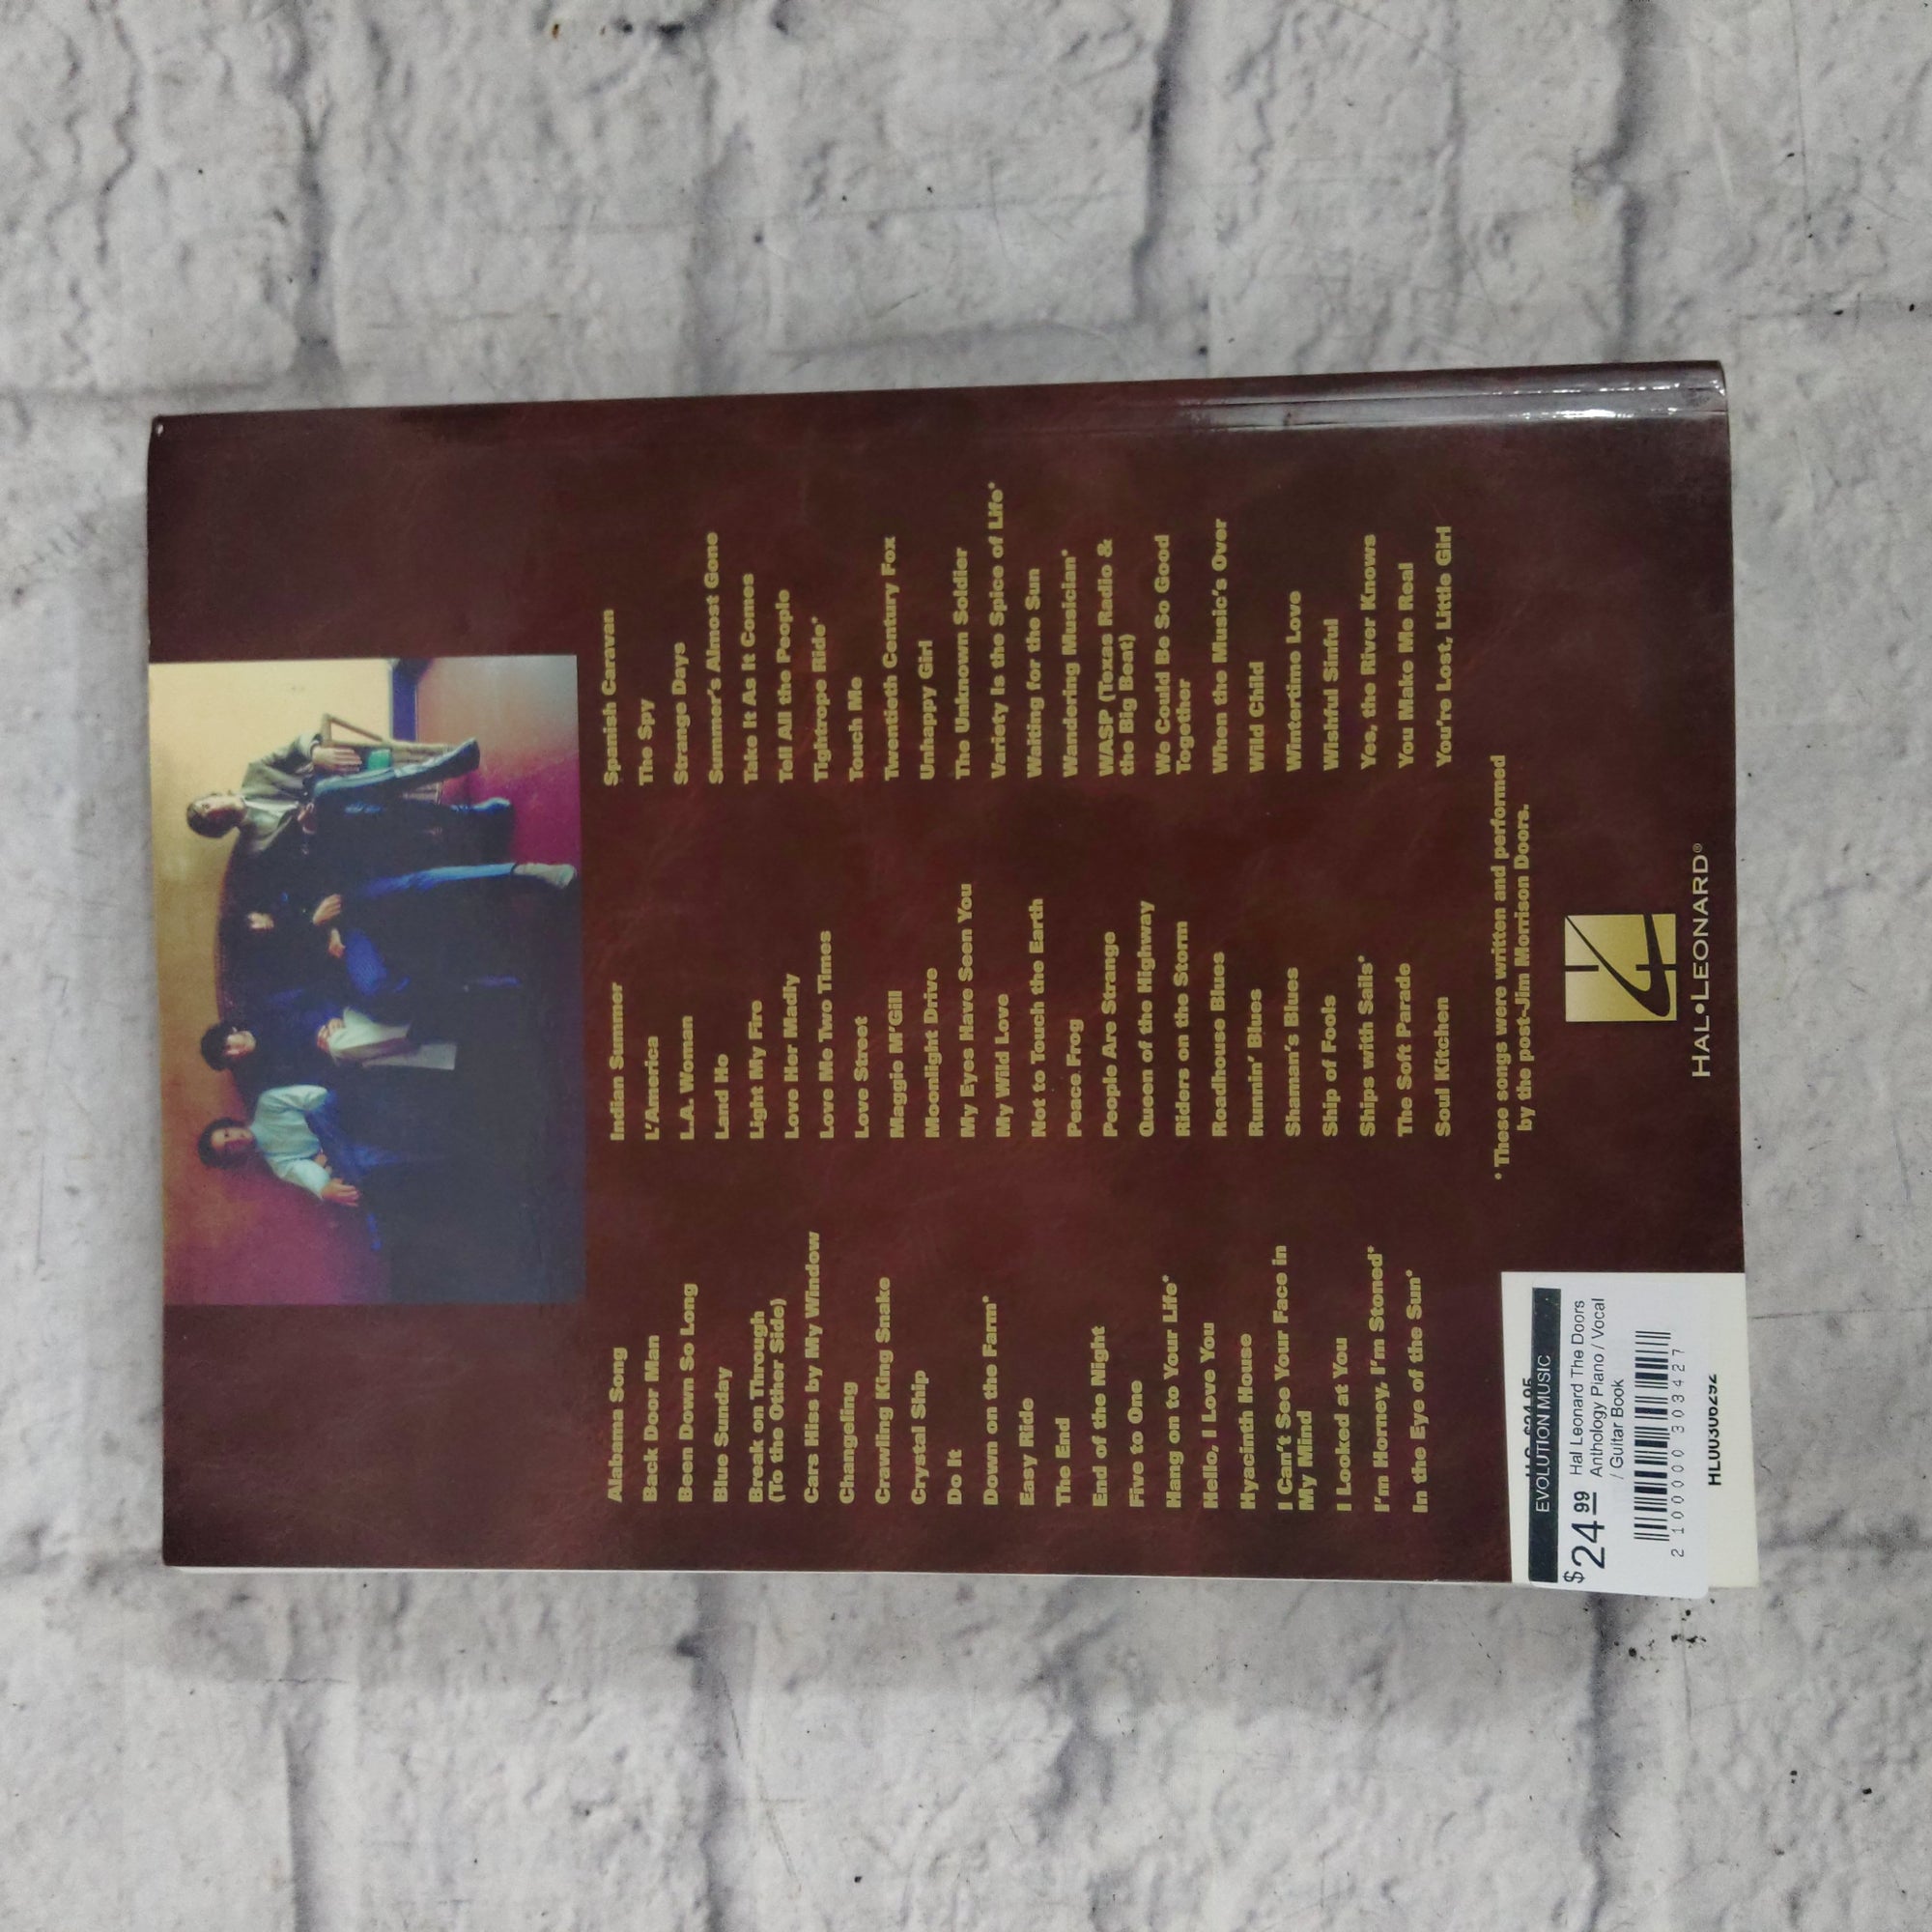 Alabama Song
Back Door Man
Been Down So Long
Blue Sunday
Break on Through
(To the Other Side)
Cars Hiss by My Window
Changeling
Crawling King Snake
Crystal Ship
Do It
Down on the Farm*
Easy Ride
The End
End of the Night
Five to One
Hang on to Your Life*
Hello, I Love You
Hyacinth House
I Can't See Your Face in
My Mind
I Looked at You
I'm Horney, I'm Stoned*
In the Eye of the Sun*
Indian Summer
L'America
L.A. Woman
Land Ho
Light My Fire
Love Her Madly
Love Me Two Times
Love Street
Maggie M'Gill
Moonlight Drive
My Eyes Have Seen You
My Wild Love
Not to Touch the Earth
Peace Frog
People Are Strange
Queen of the Highway
Riders on the Storm
Roadhouse Blues
Runnin' Blues
Shaman's Blues
Ship of Fools
Ships with Sails*
The Soft Parade
Soul Kitchen
Spanish Caravan
The Spy
Strange Days
Summer's Almost Gone
Take It As It Comes
Tell All the People
Tightrope Ride*
Touch Me
Twentieth Century Fox
Unhappy Girl
The Unknown Soldier
Variety Is the Spice of Life*
Waiting for the Sun
Wandering Musician*
WASP (Texas Radio &
the Big Beat)
We Could Be So Good
Together
When the Music's Over
Wild Child
Wintertime Love
Wishful Sinful
Yes, the River Knows
You Make Me Real
You're Lost, Little Girl
* These songs were written and performed
by the post-Jim Morrison Doors.
HAL•LEONARD®
EVOLUTION MUSIC
$24.99
Hal Leonard The Doors
Anthology Piano / Vocal
/ Guitar Book
2 100000 303427
HL00306292